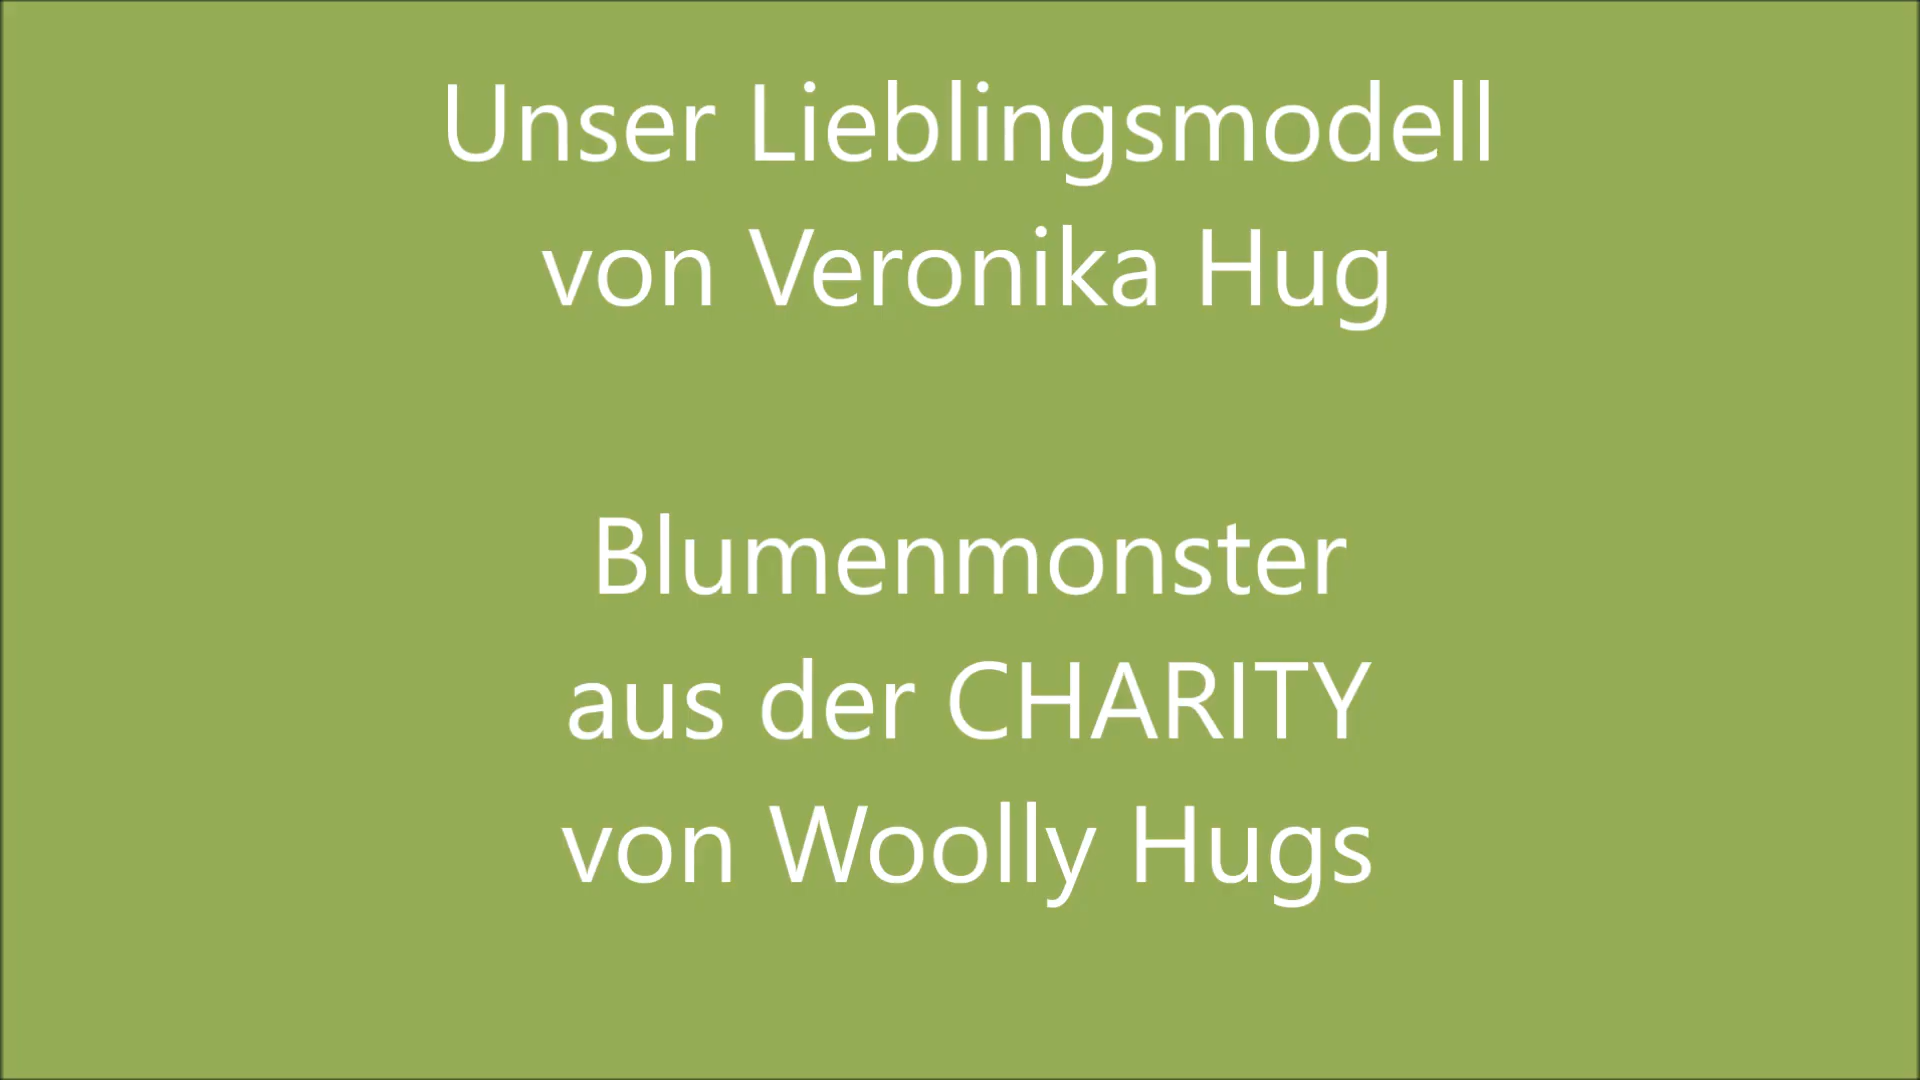 Unser Lieblingsmodell
von Veronika Hug
Blumenmonster
aus der CHARITY
von Woolly Hugs